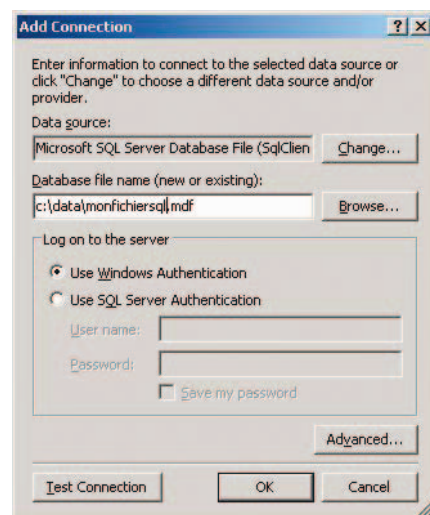 Add Connection
Enter information to connect to the selected data source or
click "Change" to choose a different data source and/or
provider.
Data source:
Microsoft SQL Server Database File (SqlClien
Change...
Database file name (new or existing):
c:\data\monfichiersql.mdf
Browse...
Log on to the server
Use Windows Authentication
Use SQL Server Authentication
User name:
Password:
Save my password
Advanced...
Test Connection
OK
Cancel